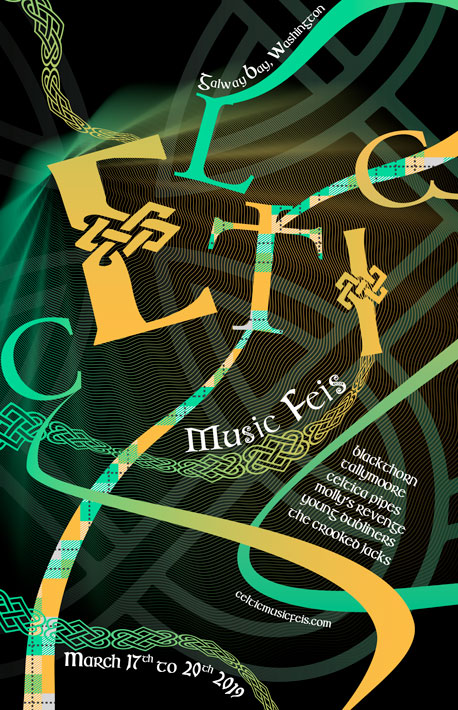 Galway Bay, Washington
CELTIC
Music Feis
blackthorn
tallymoore
celtica pipes
molly's revenge
young dubliners
the crooked jacks
celticmusicfeis.com
March 17th to 20th 2019